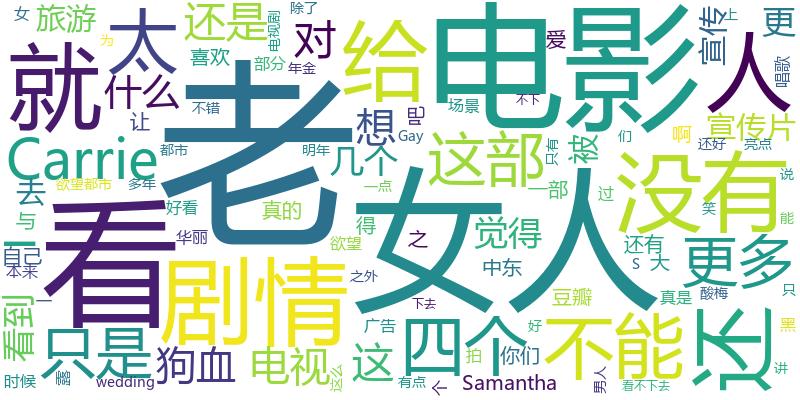 女
旅游
还是
除了
电视剧
对
给
电影
人
宣传
上
更
为
太
喜欢
部分
年金
爱
唱歌
就
什么
不错
让
老
想
吧
Gay
场景
不下
宣传片
Carrie
都市
明年
几个
这部
只有
被
们
啊
还好
亮点
没有
去
欲望都市
多年
一点
一部
过
笑
说
能
与
看
好看
真的
得
觉得
女人
自己
华丽
欲望
之
中东
还有
大
更多
本来
S
一
剧情
之外
豆瓣
真是
酸梅
只
看到
下去
还
只是
狗血
电视
广告
四个
好
不能
黑
这
这么
拍
你们
讲
时候
露
wedding
有点
个
Samantha
男人
看不下去